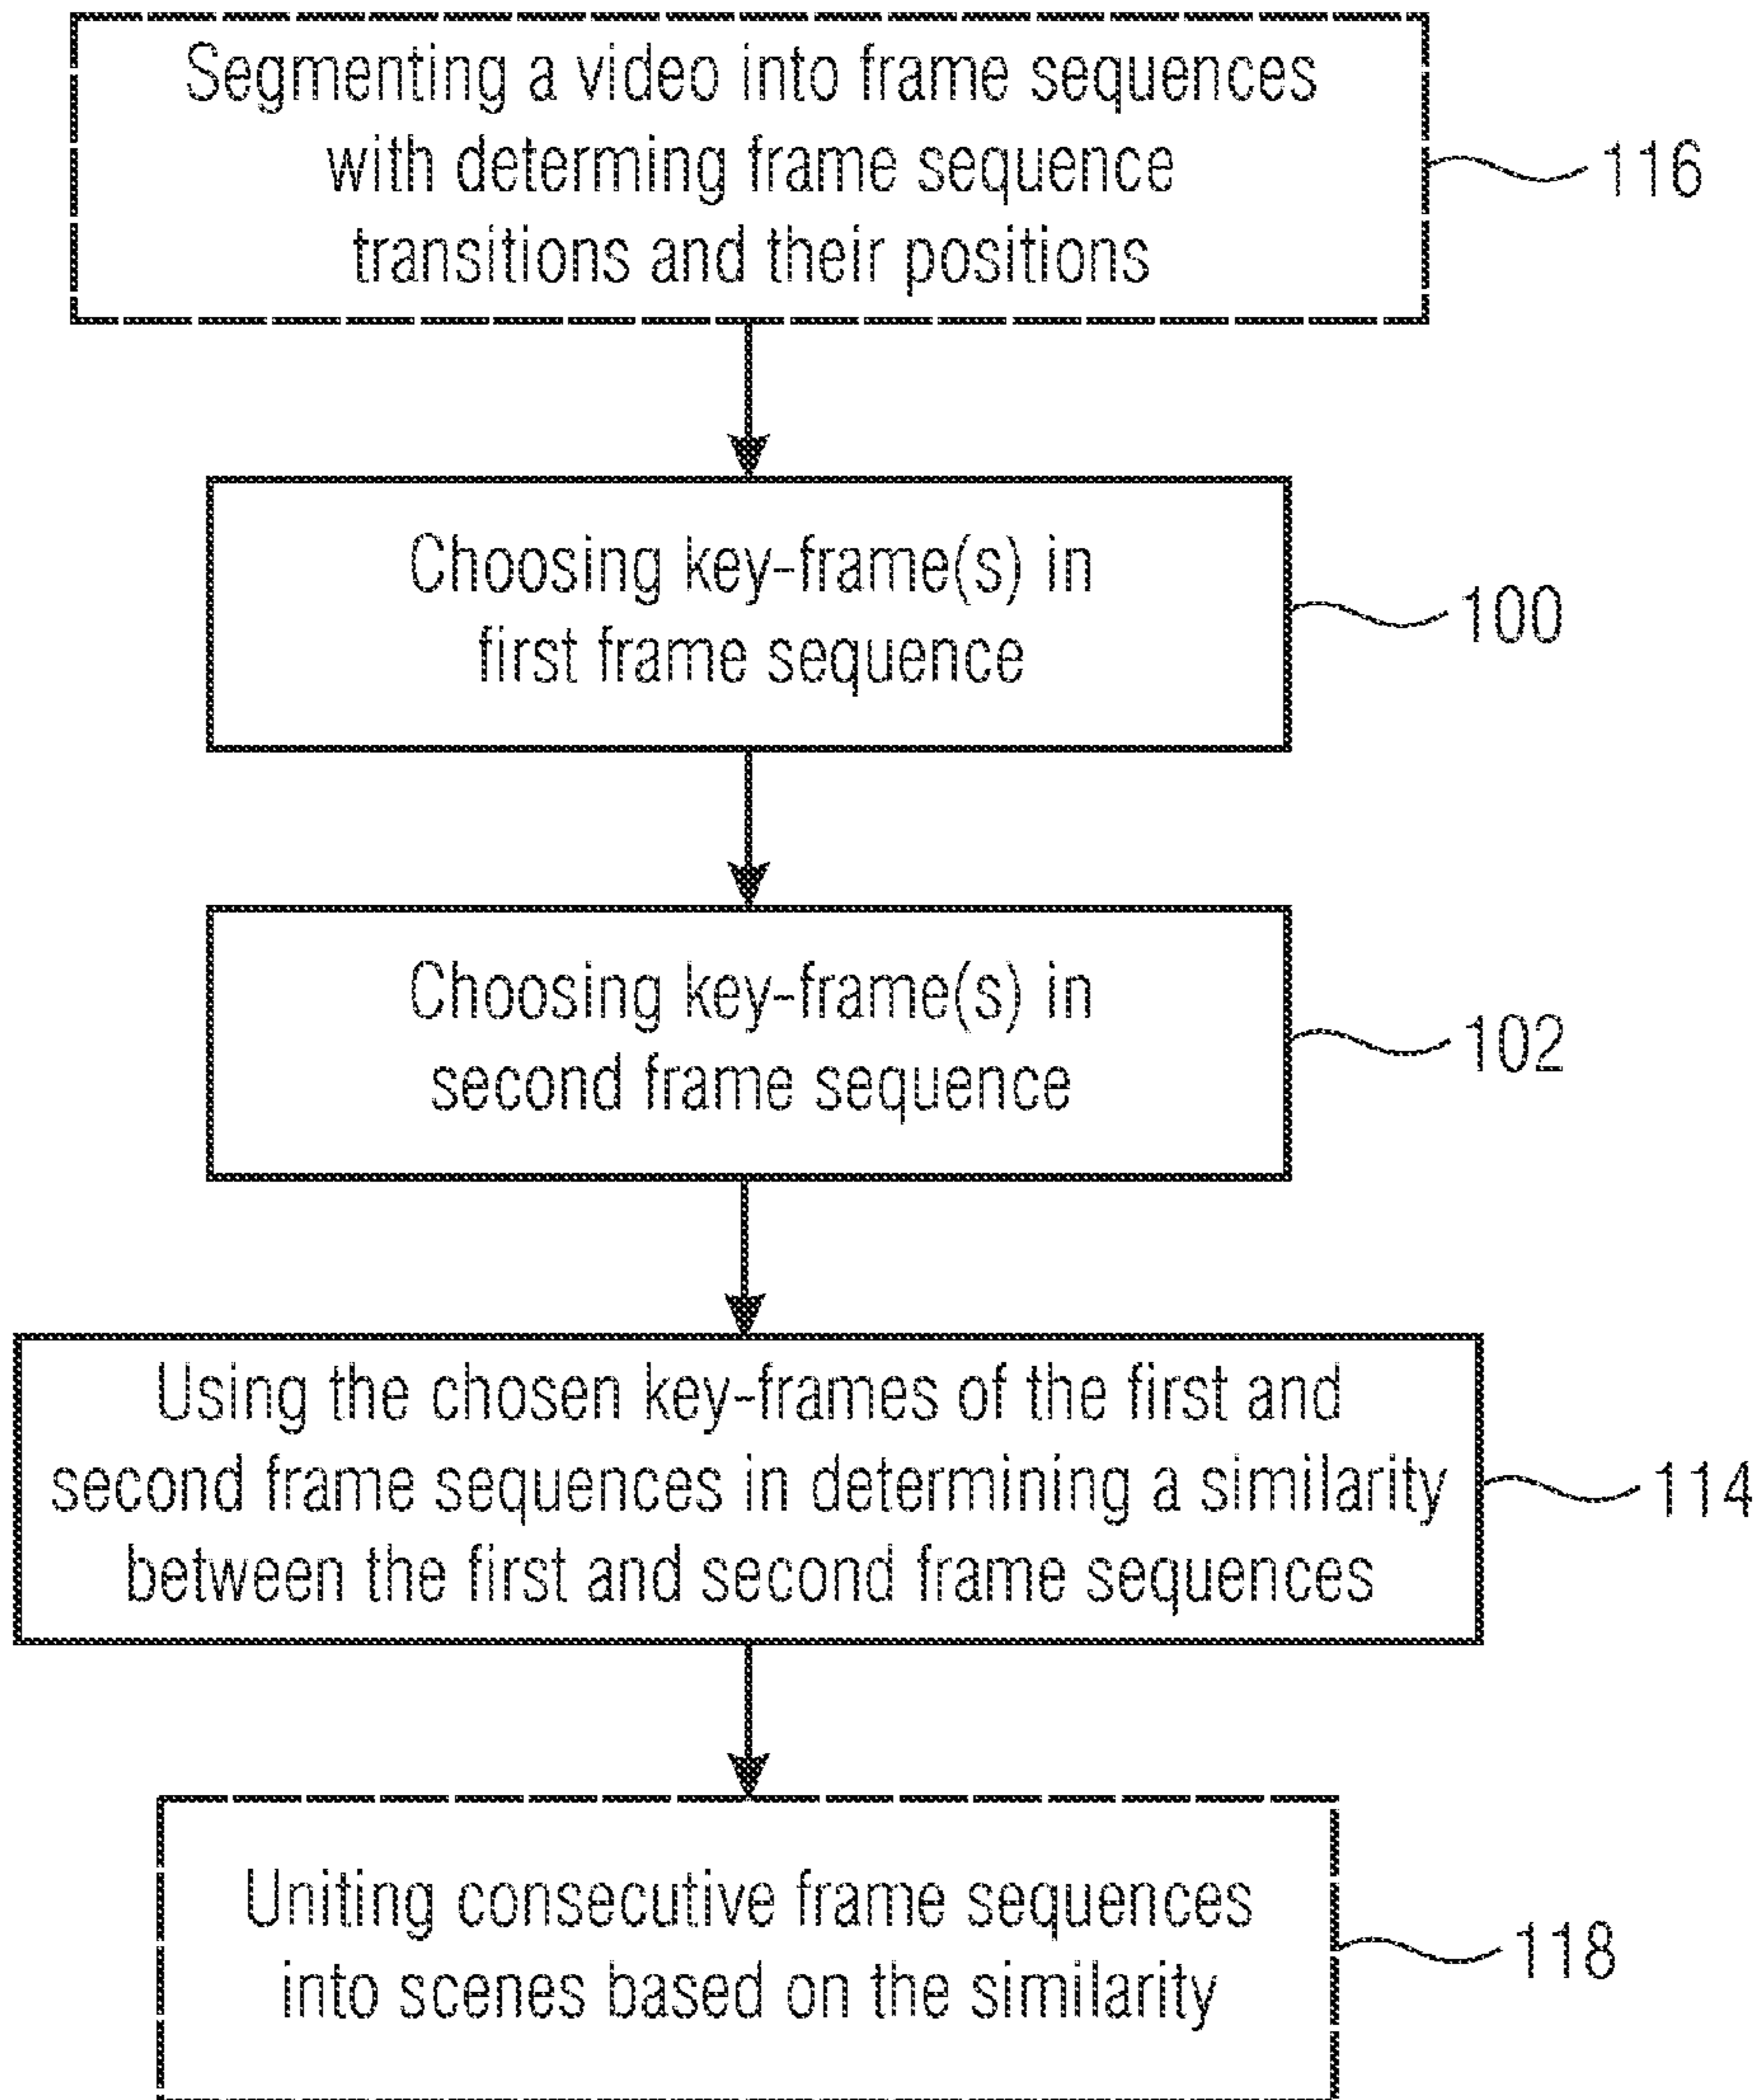 Segmenting a video into frame sequences
with determing frame sequence
transitions and their positions
116
Choosing key-frame(s) in
first frame sequence
100
Choosing key-frame(s) in
second frame sequence
102
Using the chosen key-frames of the first and
second frame sequences in determining a similarity
between the first and second frame sequences
114
Uniting consecutive frame sequences
into scenes based on the similarity
118